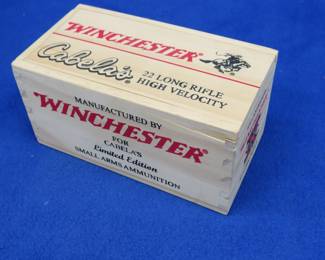 WINCHESTER
Cabela's
22 LONG RIFLE
HIGH VELOCITY
MANUFACTURED BY
WINCHESTER
FOR
CABELA'S
Limited Edition
SMALL ARMS AMMUNITION